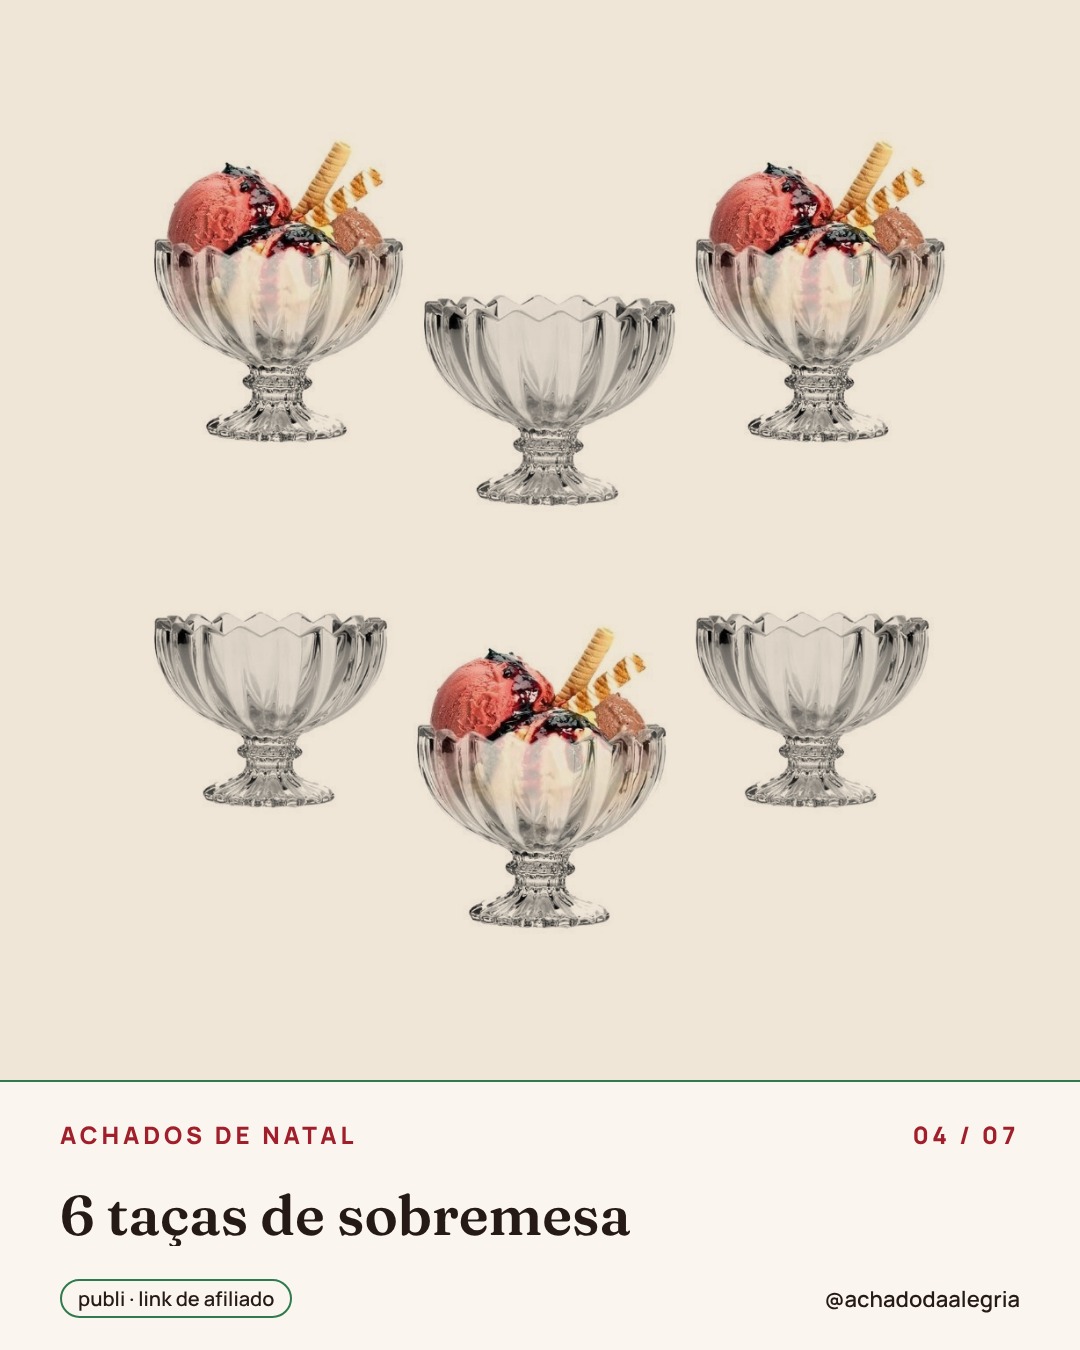 ACHADOS DE NATAL
04 / 07
6 taças de sobremesa
publi · link de afiliado
@achadodaalegria